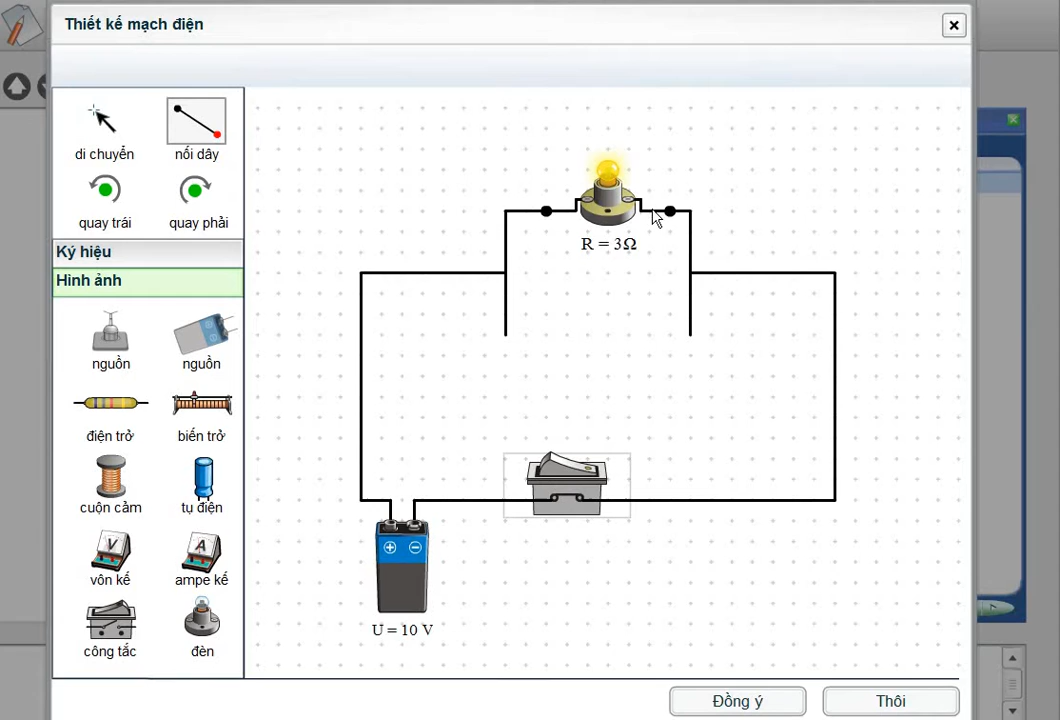 Thiết kế mạch điện
di chuyển
nối dây
quay trái
quay phải
Ký hiệu
Hình ảnh
nguồn
nguồn
điện trở
biến trở
cuộn cảm
tụ điện
V
A
vôn kế
ampe kế
công tắc
đèn
R = 3Ω
U = 10 V
Đồng ý
Thôi